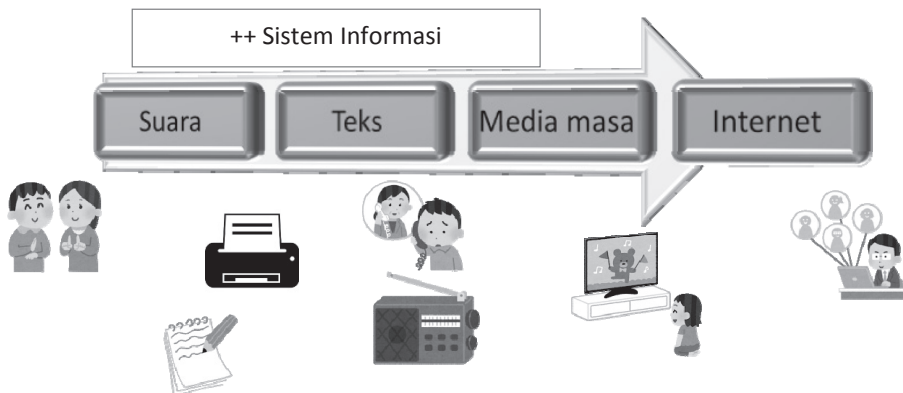 ++ Sistem Informasi
Suara
Teks
Media masa
Internet